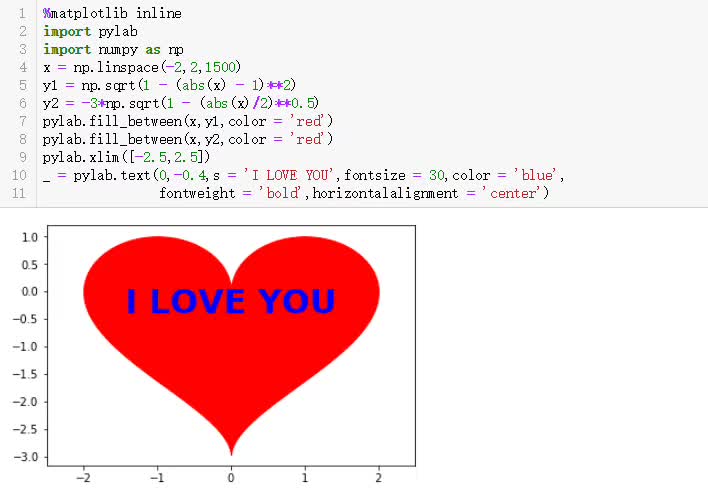 1 %matplotlib inline
2 import pylab
3 import numpy as np
4 x = np.linspace(-2,2,1500)
5 y1 = np.sqrt(1 - (abs(x) - 1)**2)
6 y2 = -3*np.sqrt(1 - (abs(x)/2)**0.5)
7 pylab.fill_between(x,y1,color = 'red')
8 pylab.fill_between(x,y2,color = 'red')
9 pylab.xlim([-2.5,2.5])
10 _ = pylab.text(0,-0.4,s = 'I LOVE YOU',fontsize = 30,color = 'blue',
11 fontweight = 'bold',horizontalalignment = 'center')
1.0
0.5
0.0
I LOVE YOU
−0.5
−1.0
−1.5
−2.0
−2.5
−3.0
−2 −1 0 1 2